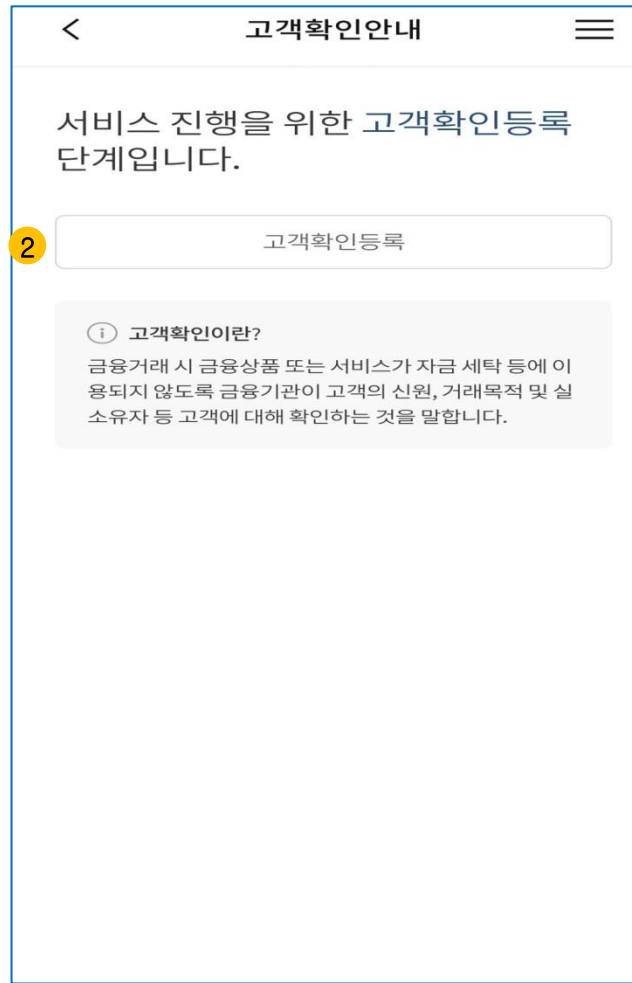 고객확인안내
서비스 진행을 위한 고객확인등록
단계입니다.
2
고객확인등록
고객확인이란?
금융거래 시 금융상품 또는 서비스가 자금 세탁 등에 이
용되지 않도록 금융기관이 고객의 신원, 거래목적 및 실
소유자 등 고객에 대해 확인하는 것을 말합니다.